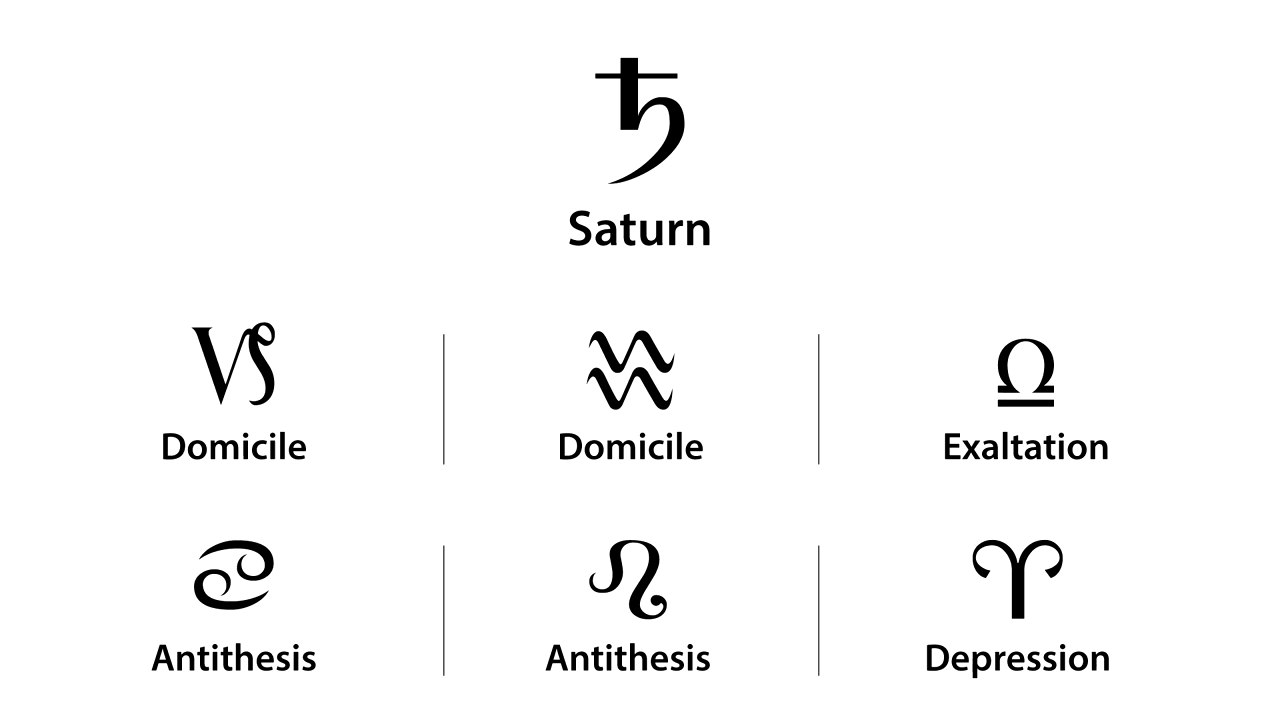 ♄
Saturn
♑ ♒ ♎
Domicile Domicile Exaltation
♋ ♌ ♈
Antithesis Antithesis Depression